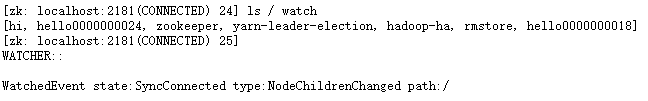 [zk: localhost:2181(CONNECTED) 24] ls / watch
[hi, hello0000000024, zookeeper, yarn-leader-election, hadoop-ha, rmstore, hello0000000018]
[zk: localhost:2181(CONNECTED) 25]
WATCHER::
WatchedEvent state:SyncConnected type:NodeChildrenChanged path:/